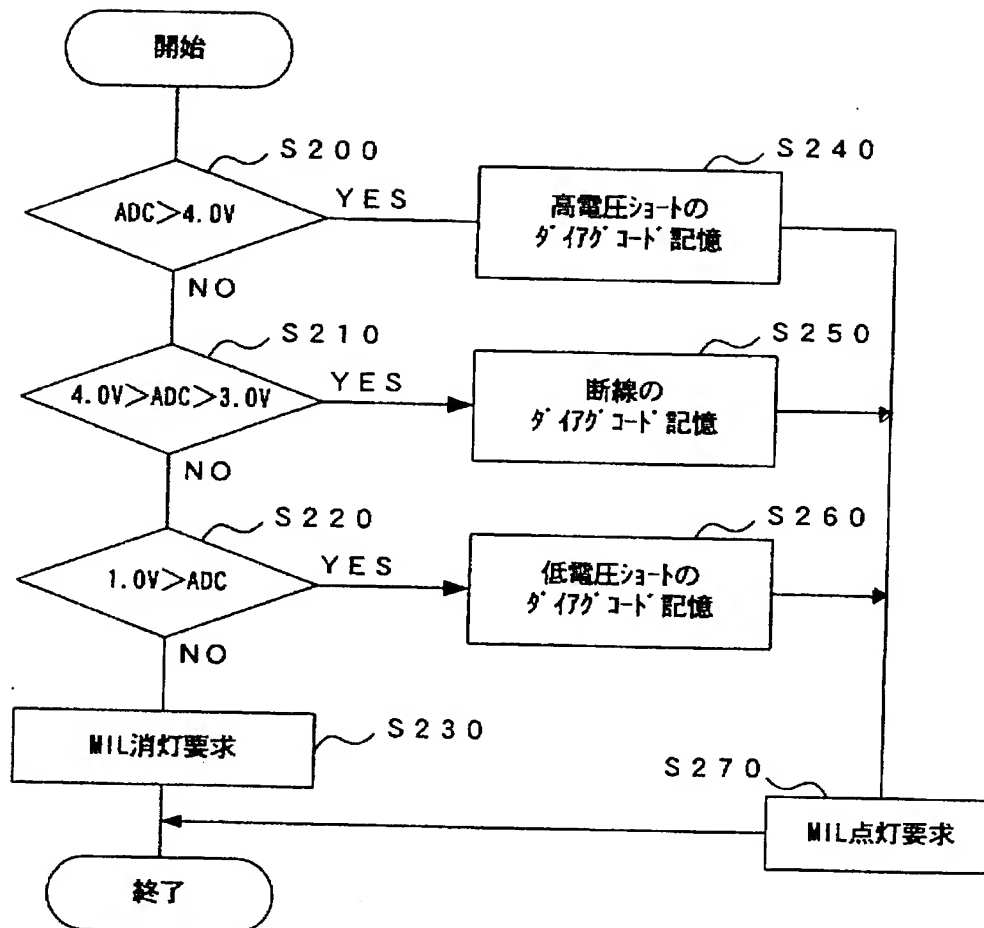 開始
S200
ADC>4.0V
YES
S240
高電圧ショートの
ダイアグコード記憶
NO
S210
4.0V>ADC>3.0V
YES
S250
断線の
ダイアグコード記憶
NO
S220
1.0V>ADC
YES
S260
低電圧ショートの
ダイアグコード記憶
NO
MIL消灯要求
S230
S270
MIL点灯要求
終了